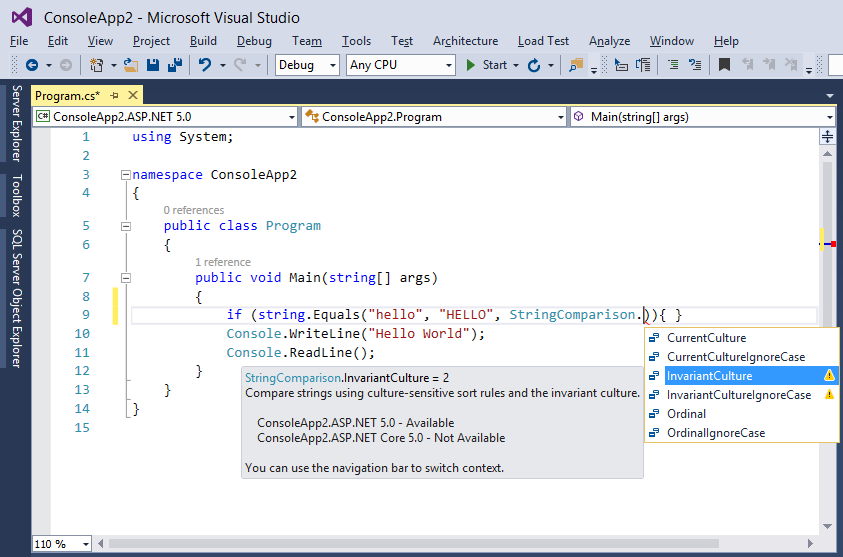 ConsoleApp2 - Microsoft Visual Studio
File Edit View Project Build Debug Team Tools Test Architecture Load Test Analyze Window Help
Debug Any CPU Start
Program.cs*
C# ConsoleApp2.ASP.NET 5.0 ConsoleApp2.Program Main(string[] args)
Server Explorer
Toolbox
SQL Server Object Explorer
1 using System;
2
3 namespace ConsoleApp2
4 {
0 references
5 public class Program
6 {
1 reference
7 public void Main(string[] args)
8 {
9 if (string.Equals("hello", "HELLO", StringComparison.)){ }
10 Console.WriteLine("Hello World");
11 Console.ReadLine();
12 }
13 }
14 }
15
CurrentCulture
CurrentCultureIgnoreCase
InvariantCulture
InvariantCultureIgnoreCase
Ordinal
OrdinalIgnoreCase
StringComparison.InvariantCulture = 2
Compare strings using culture-sensitive sort rules and the invariant culture.
ConsoleApp2.ASP.NET 5.0 - Available
ConsoleApp2.ASP.NET Core 5.0 - Not Available
You can use the navigation bar to switch context.
110 %